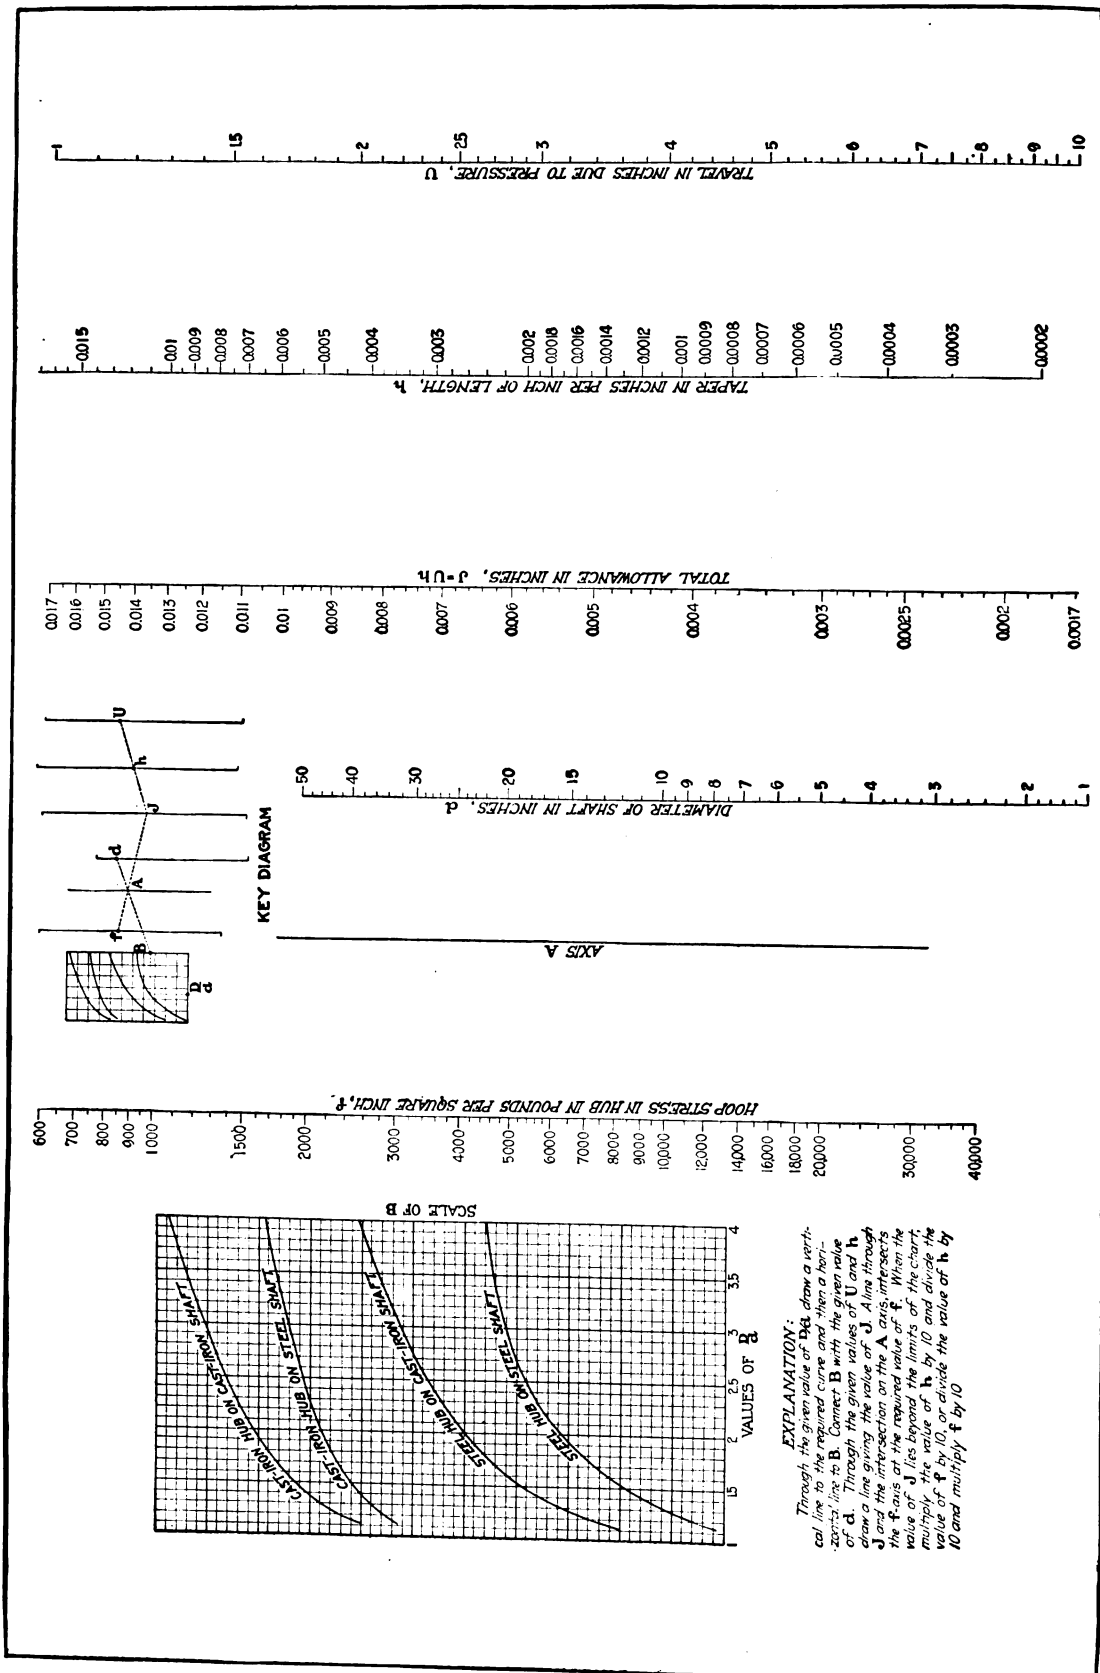 1
15
2
25
3
4
5
6
7
8
9
10
TRAVEL IN INCHES DUE TO PRESSURE, U
0.015
0.01
0.009
0.008
0.007
0.006
0.005
0.004
0.003
0.002
0.0018
0.0016
0.0014
0.0012
0.001
0.0009
0.0008
0.0007
0.0006
0.0005
0.0004
0.0003
0.0002
TAPER IN INCHES PER INCH OF LENGTH, h
TOTAL ALLOWANCE IN INCHES, J=Uh
0.017
0.016
0.015
0.014
0.013
0.012
0.011
0.01
0.009
0.008
0.007
0.006
0.005
0.004
0.003
0.0025
0.002
0.0017
U
h
J
d
A
f
B
D
d
KEY DIAGRAM
50
40
30
25
20
15
10
9
8
7
6
5
4
3
2
1
DIAMETER OF SHAFT IN INCHES, d
AXIS A
HOOP STRESS IN HUB IN POUNDS PER SQUARE INCH, f
600
700
800
900
1000
1500
2000
3000
4000
5000
6000
7000
8000
10,000
12,000
14,000
16,000
18,000
20,000
30,000
40,000
SCALE OF B
CAST-IRON HUB ON CAST-IRON SHAFT
CAST-IRON HUB ON STEEL SHAFT
STEEL HUB ON CAST-IRON SHAFT
STEEL HUB ON STEEL SHAFT
1
15
2
2.5
3
3.5
4
VALUES OF D
d
EXPLANATION:
Through the given value of D/d draw a verti-
cal line to the required curve and then a hori-
zontal line to B. Connect B with the given value
of d. Through the given values of U and h
draw a line giving the value of J. A line through
J and the intersection on the A axis, intersects
the f-axis at the required value of f. When the
value of J lies beyond the limits of the chart,
multiply the value of h by 10 and divide the
value of f by 10, or divide the value of h by
10 and multiply f by 10